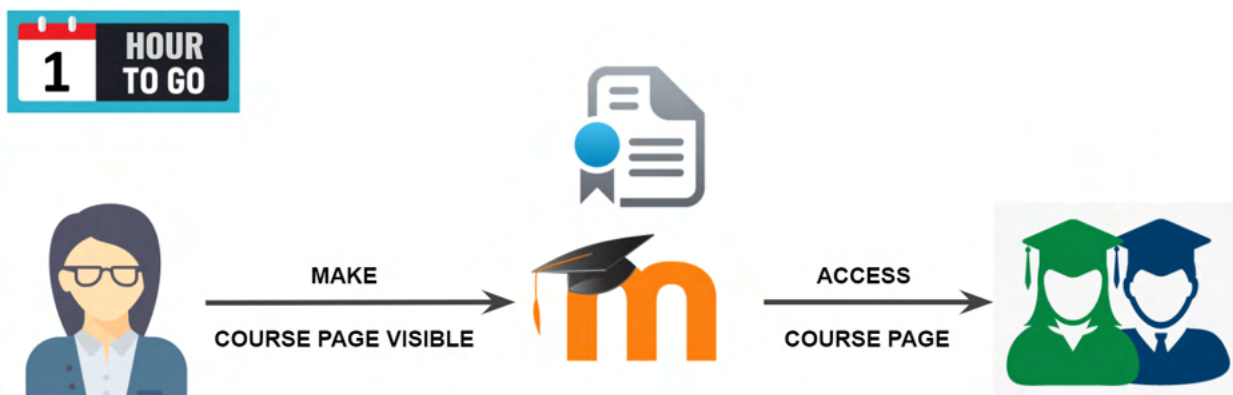 1
HOUR
TO GO
MAKE
COURSE PAGE VISIBLE
m
ACCESS
COURSE PAGE